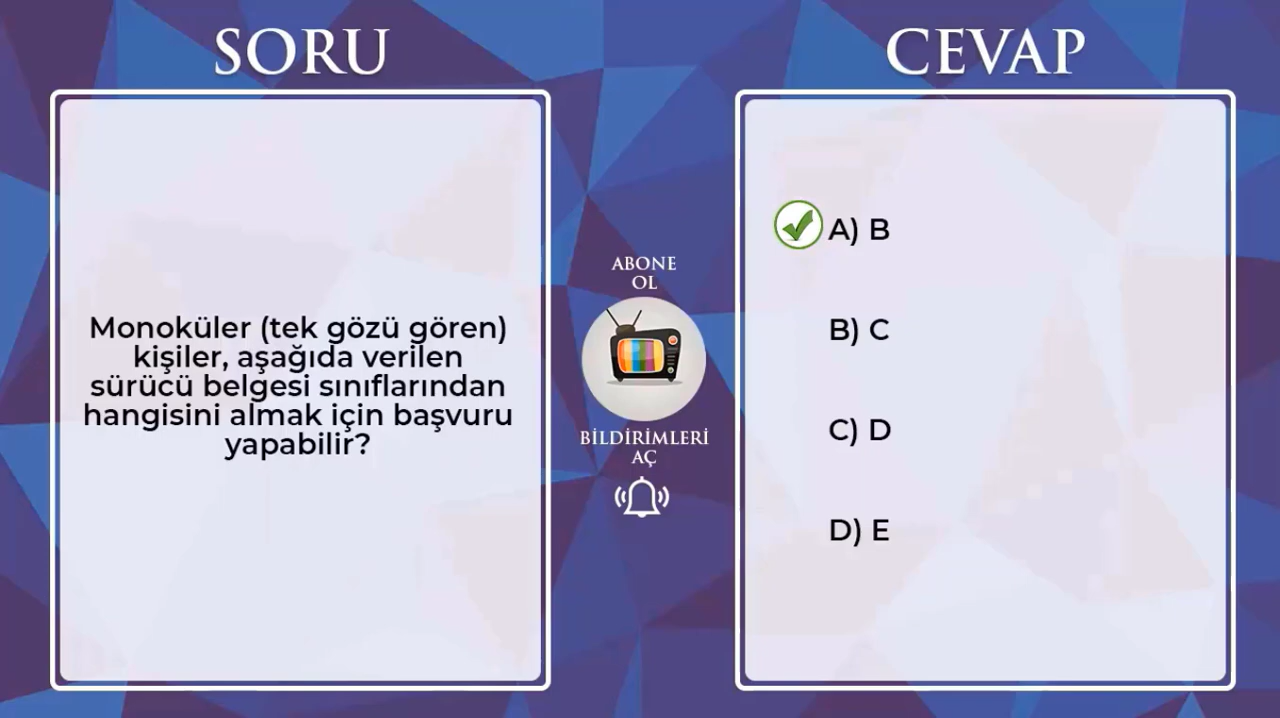 SORU
Monoküler (tek gözü gören)
kişiler, aşağıda verilen
sürücü belgesi sınıflarından
hangisini almak için başvuru
yapabilir?
ABONE
OL
BİLDİRİMLERİ
AÇ
CEVAP
A) B
B) C
C) D
D) E